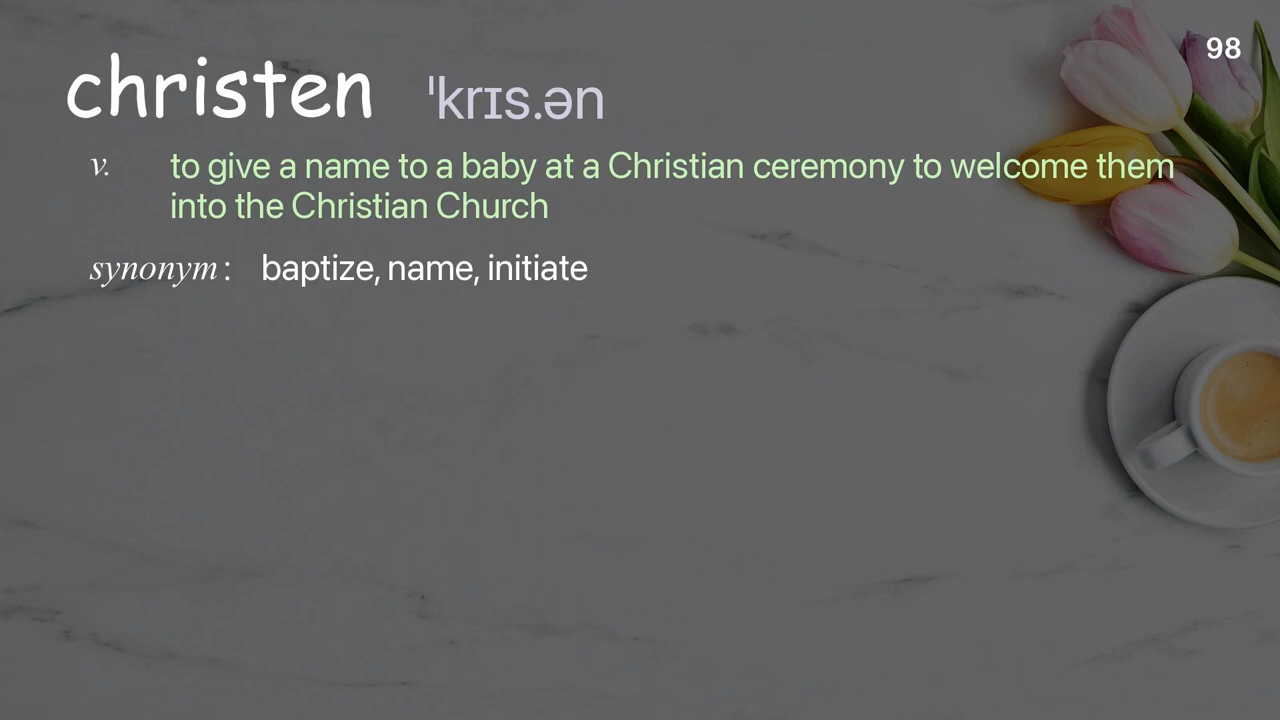 98
christen ˈkrɪs.ən
v. to give a name to a baby at a Christian ceremony to welcome them
into the Christian Church
synonym: baptize, name, initiate